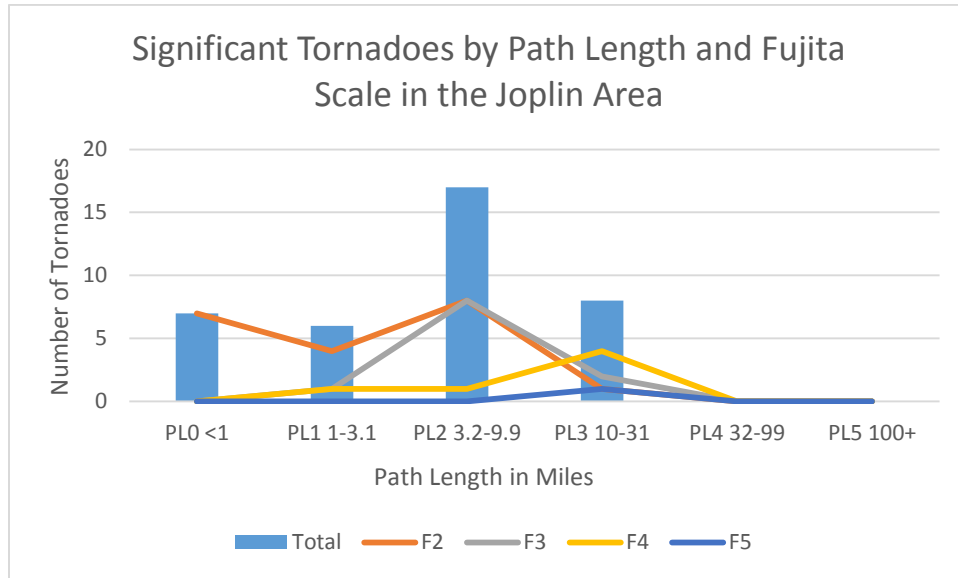 Significant Tornadoes by Path Length and Fujita
Scale in the Joplin Area
Number of Tornadoes
20
15
10
5
0
PL0 <1 PL1 1-3.1 PL2 3.2-9.9 PL3 10-31 PL4 32-99 PL5 100+
Path Length in Miles
Total F2 F3 F4 F5